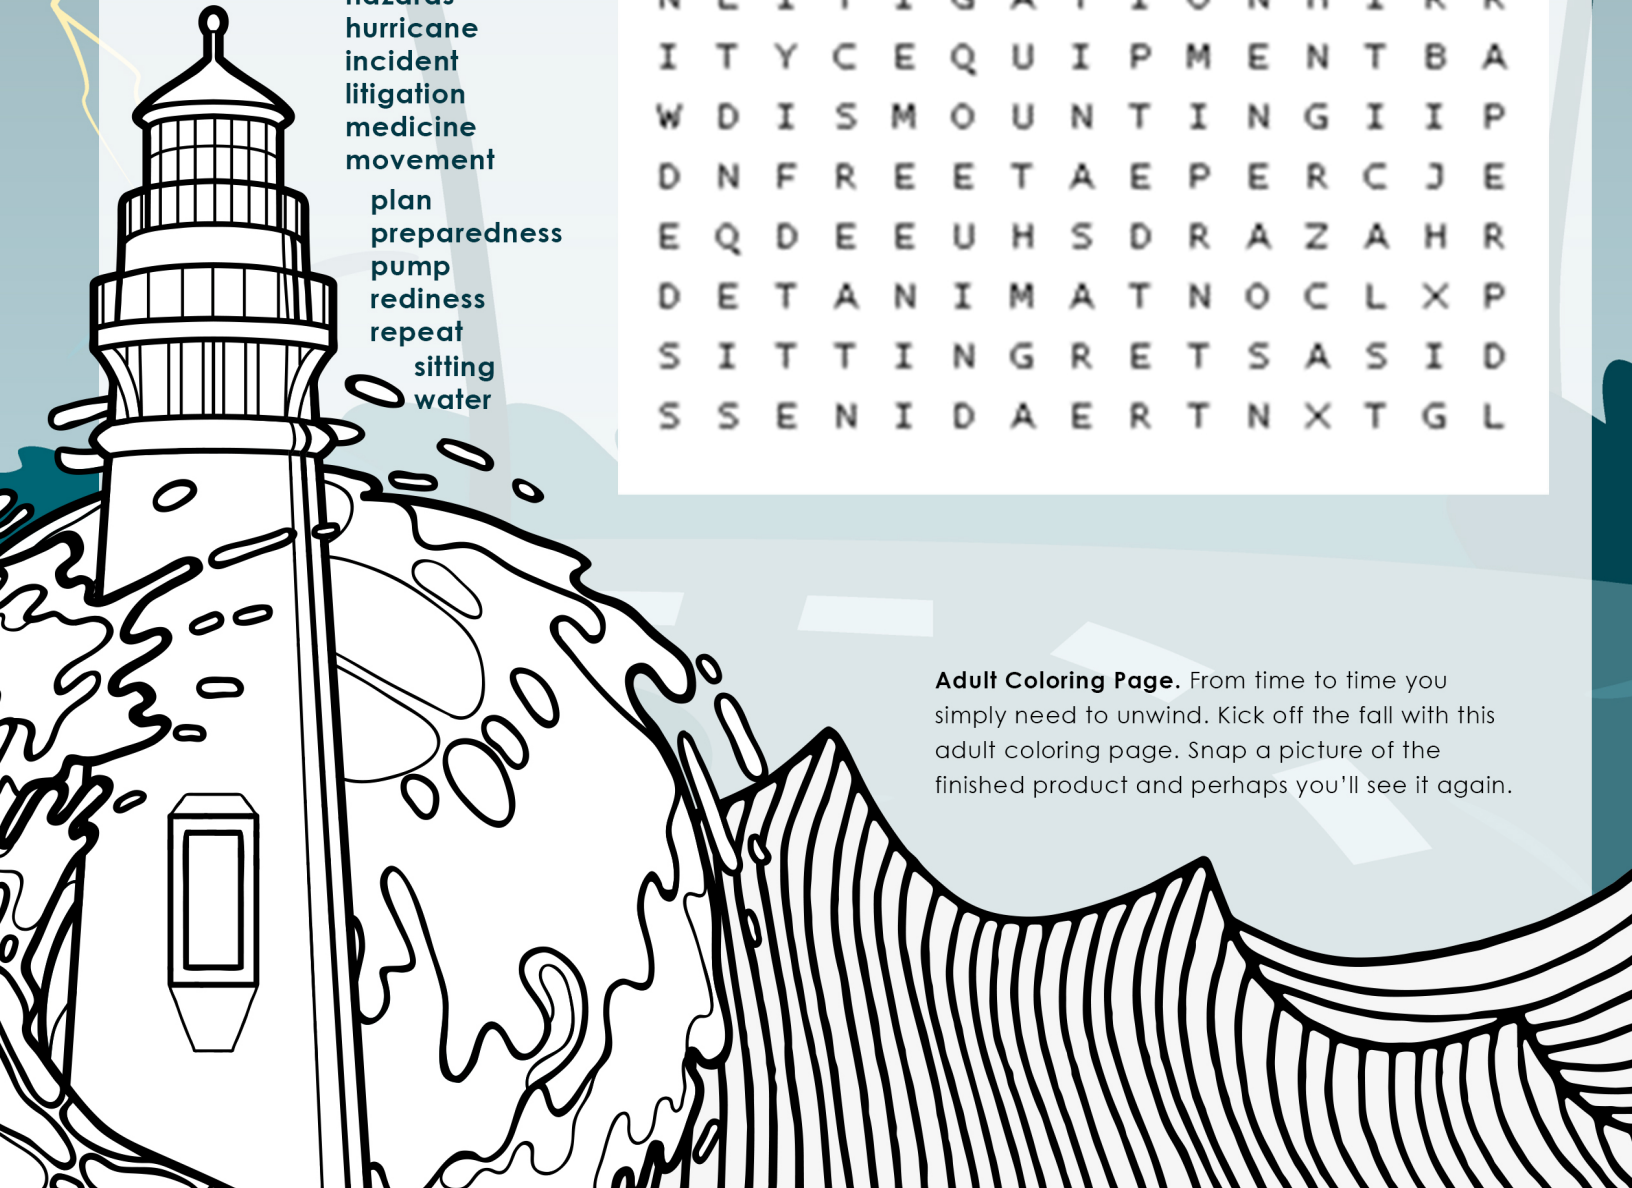 hazards
hurricane
incident
litigation
medicine
movement
plan
preparedness
pump
rediness
repeat
sitting
water
I T Y C E Q U I P M E N T B A
W D I S M O U N T I N G I I P
D N F R E E T A E P E R C J E
E Q D E E U H S D R A Z A H R
D E T A N I M A T N O C L X P
S I T T I N G R E T S A S I D
S S E N I D A E R T N X T G L
Adult Coloring Page. From time to time you
simply need to unwind. Kick off the fall with this
adult coloring page. Snap a picture of the
finished product and perhaps you’ll see it again.